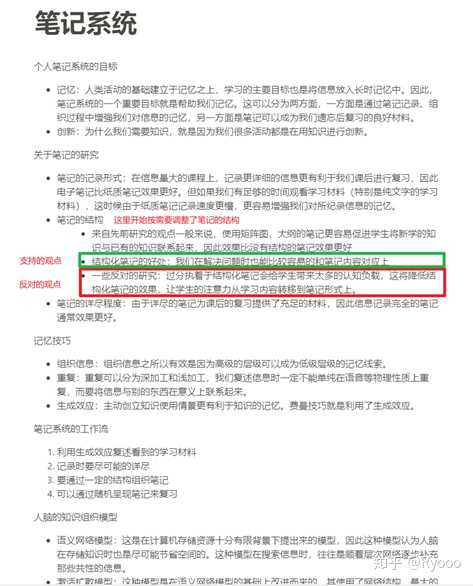 笔记系统
个人笔记系统的目标
记忆：人类活动的基础建立于记忆之上，学习的主要目标也是将信息放入长时记忆中。因此，
笔记系统的一个重要目标就是帮助我们记忆。这可以分为两方面，一方面是通过笔记记录、组
织过程中增强我们对信息的记忆，另一方面是笔记可以成为我们遗忘后复习的良好材料。
创新：为什么我们需要知识，就是因为我们很多活动都是在用知识进行创新。
关于笔记的研究
笔记的记录形式：在信息量大的课程上，记录更详细的信息更有利于我们课后进行复习，因此
电子笔记比纸质笔记效果更好。但如果我们有足够的时间观看学习材料（特别是纯文字的学习
材料），这时候由于纸质笔记记录速度更慢，更容易增强我们对所纪录信息的记忆。
笔记的结构 这里开始按需要调整了笔记的结构
来自先前研究的观点一般来说，使用矩阵图、大纲的笔记更容易促进学生将新学的
知识与已有的知识联系起来，因此效果比没有结构的笔记效果更好
支持的观点 结构化笔记的好处：我们在解决问题时也能比较容易的和笔记内容对应上
一些反对的研究：过分执着于结构化笔记会给学生带来太多的认知负载，这将降低结
反对的观点 构化笔记的效果，让学生的注意力从学习内容转移到笔记形式上。
笔记的详尽程度：由于详尽的笔记为课后的复习提供了充足的材料，因此信息记录完全的笔记
通常效果更好。
记忆技巧
组织信息：组织信息之所以有效是因为高级的层级可以成为低级层级的记忆线索。
重复：重复可以分为深加工和浅加工，我们复述信息时一定不能单纯在语音等物理性质上重
复，而要将信息与别的东西在意义上联系起来。
生成效应：主动创立知识使用情景更有利于知识的记忆。费曼技巧就是利用了生成效应。
笔记系统的工作流
1. 利用生成效应复述看到的学习材料
2. 记录时要尽可能的详尽
3. 要通过一定的结构组织笔记
4. 可以通过随机呈现笔记来复习
人脑的知识组织模型
语义网络模型：这是在计算机存储资源十分有限背景下提出来的模型，因此这种模型认为人脑
在存储知识时也是尽可能节省空间的。这种模型在搜索信息时，往往是顺着层次网络逐步补充
那些共性的信息。
激活扩散模型：这种模型是在语义网络模型的基础上改进而来的，其使用了网络结构，最大的
知乎 @Ryooo